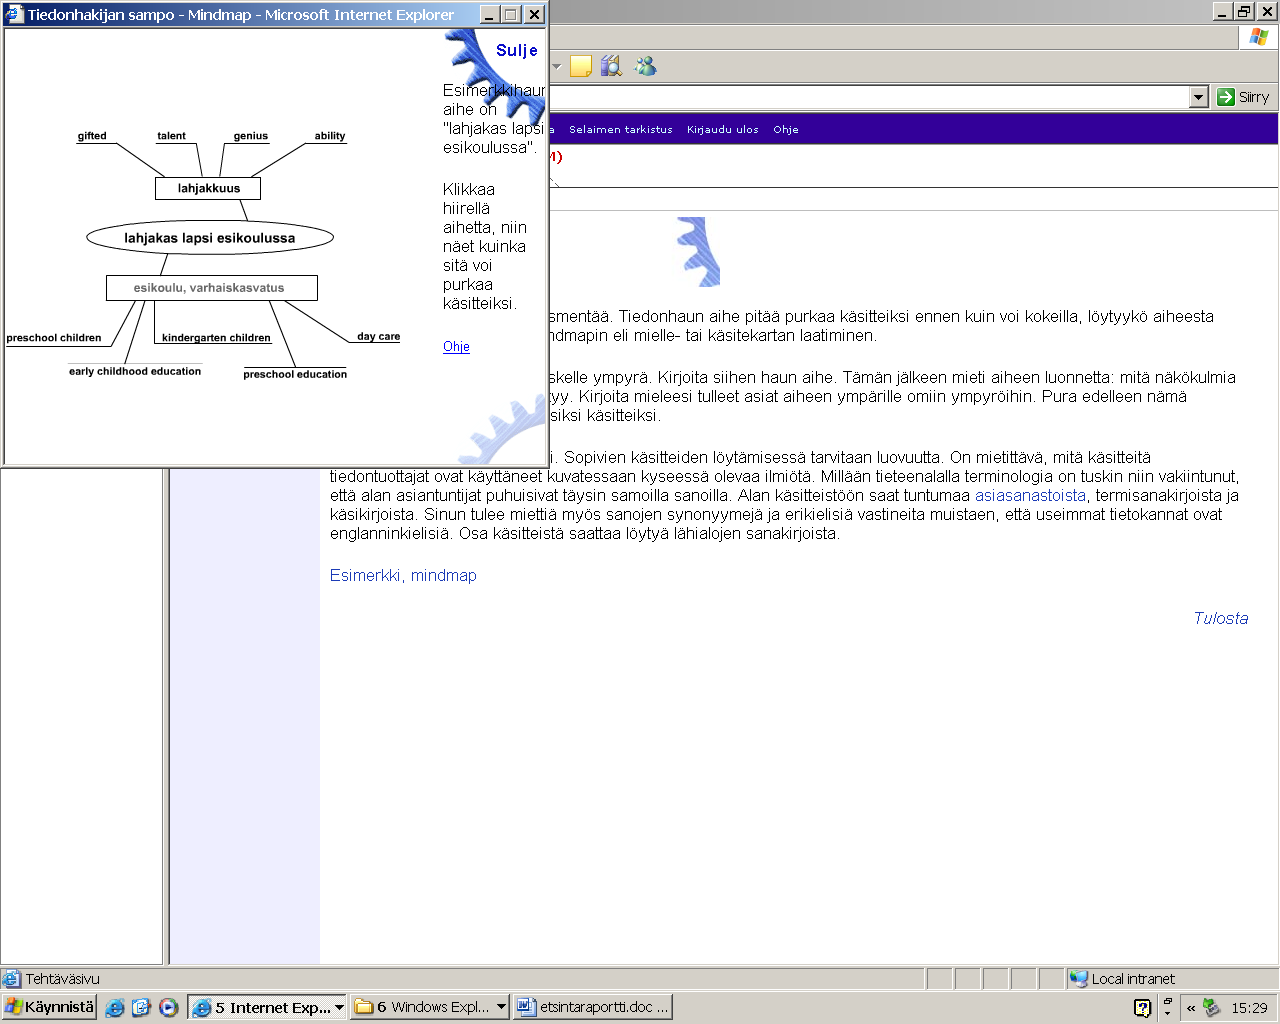 Tiedonhakijan sampo - Mindmap - Microsoft Internet Explorer
Sulje
Esimerkkihaun
aihe on
"lahjakas lapsi
esikoulussa".
Klikkaa
hiirellä
aihetta, niin
näet kuinka
sitä voi
purkaa
käsitteiksi.
Ohje
gifted
talent
genius
ability
lahjakkuus
lahjakas lapsi esikoulussa
esikoulu, varhaiskasvatus
preschool children
kindergarten children
day care
early childhood education
preschool education
Siirry
a Selaimen tarkistus Kirjaudu ulos Ohje
M)
smentää. Tiedonhaun aihe pitää purkaa käsitteiksi ennen kuin voi kokeilla, löytyykö aiheesta
ndmapin eli mielle- tai käsitekartan laatiminen.
skelle ympyrä. Kirjoita siihen haun aihe. Tämän jälkeen mieti aiheen luonnetta: mitä näkökulmia
tyy. Kirjoita mieleesi tulleet asiat aiheen ympärille omiin ympyröihin. Pura edelleen nämä
siksi käsitteiksi.
i. Sopivien käsitteiden löytämisessä tarvitaan luovuutta. On mietittävä, mitä käsitteitä
tiedontuottajat ovat käyttäneet kuvatessaan kyseessä olevaa ilmiötä. Millään tieteenalalla terminologia on tuskin niin vakiintunut,
että alan asiantuntijat puhuisivat täysin samoilla sanoilla. Alan käsitteistöön saat tuntumaa asiasanastoista, termisanakirjoista ja
käsikirjoista. Sinun tulee miettiä myös sanojen synonyymejä ja erikielisiä vastineita muistaen, että useimmat tietokannat ovat
englanninkielisiä. Osa käsitteistä saattaa löytyä lähialojen sanakirjoista.
Esimerkki, mindmap
Tulosta
Tehtäväsivu
Local intranet
Käynnistä
5 Internet Exp...
6 Windows Expl...
etsintaraportti.doc ...
«
15:29